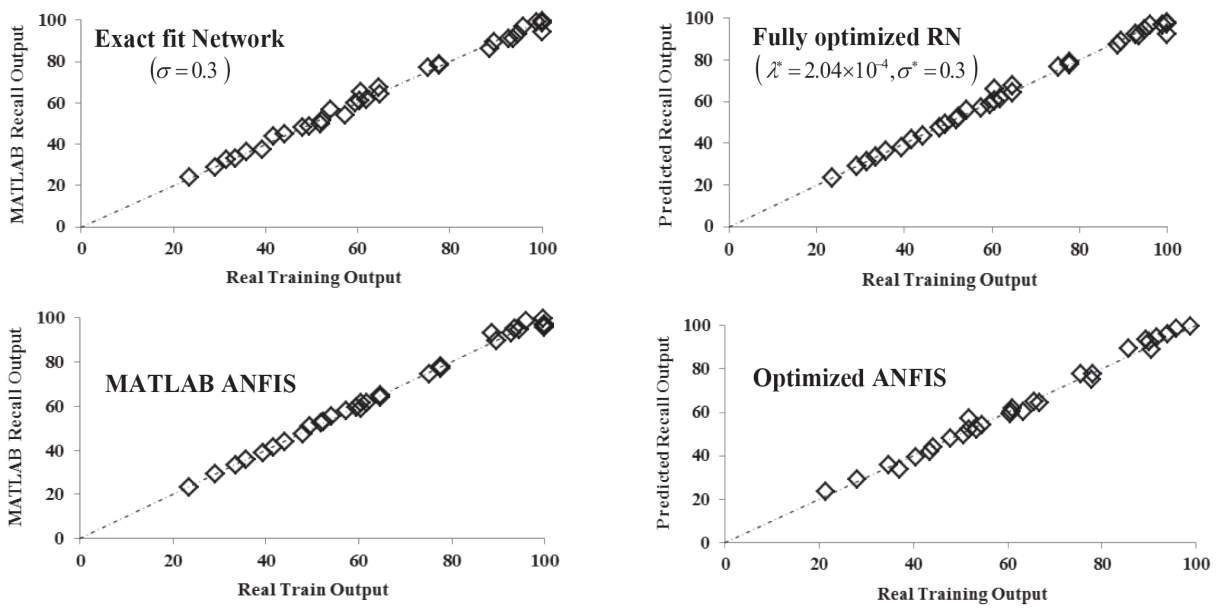 Exact fit Network
(σ = 0.3)
MATLAB Recall Output
100
80
60
40
20
0
0 20 40 60 80 100
Real Training Output
Fully optimized RN
(λ* = 2.04×10⁻⁴, σ* = 0.3)
Predicted Recall Output
100
80
60
40
20
0
0 20 40 60 80 100
Real Training Output
MATLAB ANFIS
MATLAB Recall Output
100
80
60
40
20
0
0 20 40 60 80 100
Real Train Output
Optimized ANFIS
Predicted Recall Output
100
80
60
40
20
0
0 20 40 60 80 100
Real Training Output